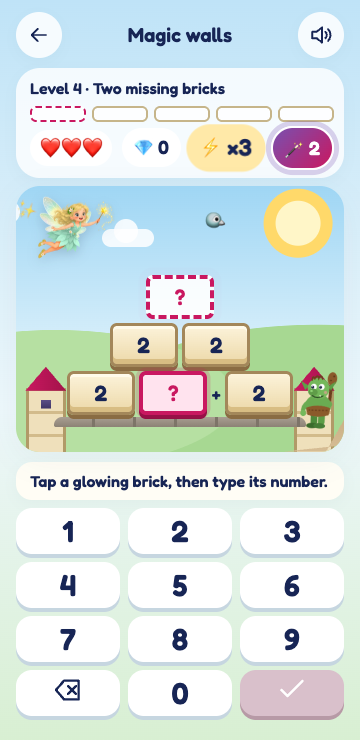 Magic walls
Level 4 · Two missing bricks
❤️❤️❤️ 💎 0 ⚡ ×3 2
?
2 2
2 ? + 2
Tap a glowing brick, then type its number.
1 2 3
4 5 6
7 8 9
0